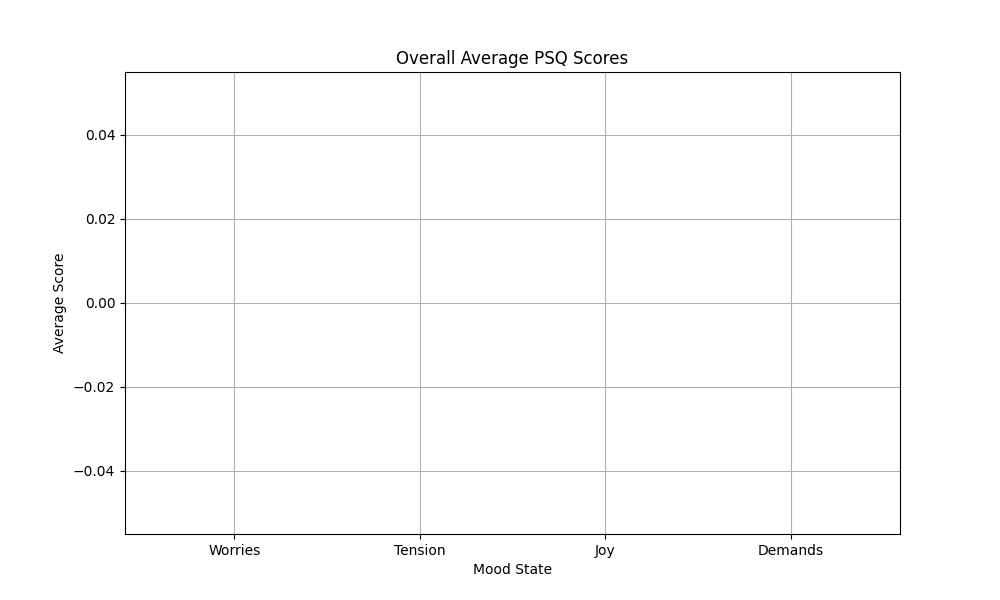 Overall Average PSQ Scores
0.04
0.02
0.00
−0.02
−0.04
Average Score
Worries Tension Joy Demands
Mood State